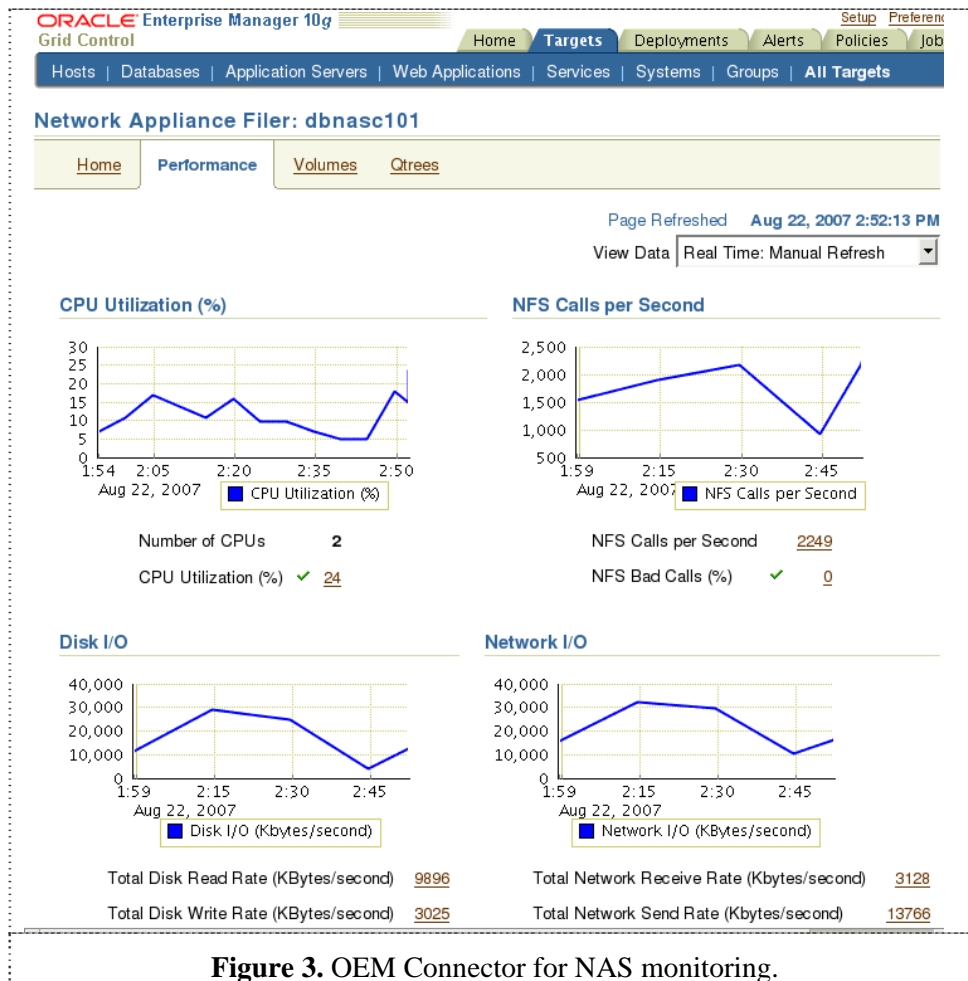 ORACLE Enterprise Manager 10g
Grid Control
Setup
Home Targets Deployments Alerts Policies
Hosts | Databases | Application Servers | Web Applications | Services | Systems | Groups | All Targets
Network Appliance Filer: dbnasc101
Home Performance Volumes Qtrees
Page Refreshed Aug 22, 2007 2:52:13 PM
View Data Real Time: Manual Refresh
CPU Utilization (%)
30
25
20
15
10
5
0
1:54 2:05 2:20 2:35 2:50
Aug 22, 2007
CPU Utilization (%)
Number of CPUs 2
CPU Utilization (%) 24
NFS Calls per Second
2,500
2,000
1,500
1,000
500
1:59 2:15 2:30 2:45
Aug 22, 2007
NFS Calls per Second
NFS Calls per Second 2249
NFS Bad Calls (%) 0
Disk I/O
40,000
30,000
20,000
10,000
0
1:59 2:15 2:30 2:45
Aug 22, 2007
Disk I/O (Kbytes/second)
Total Disk Read Rate (KBytes/second) 9896
Total Disk Write Rate (KBytes/second) 3025
Network I/O
40,000
30,000
20,000
10,000
0
1:59 2:15 2:30 2:45
Aug 22, 2007
Network I/O (KBytes/second)
Total Network Receive Rate (Kbytes/second) 3128
Total Network Send Rate (Kbytes/second) 13766
Figure 3. OEM Connector for NAS monitoring.